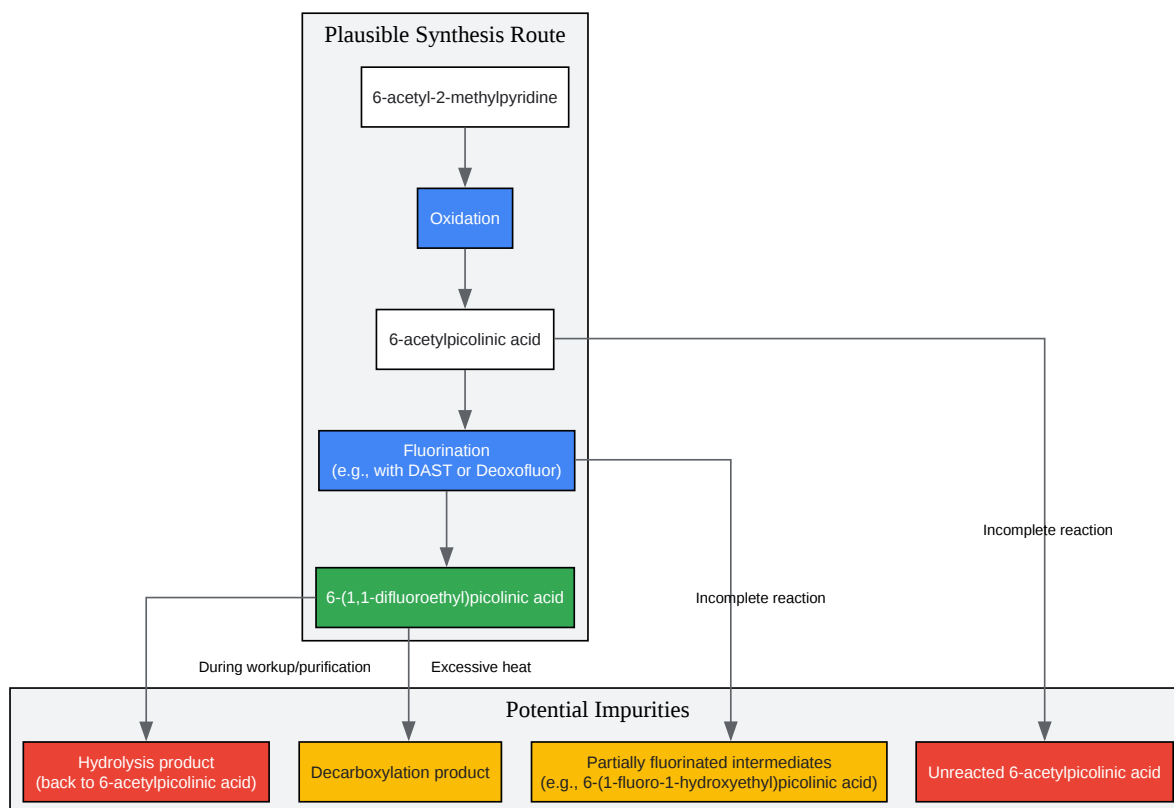 Plausible Synthesis Route
6-acetyl-2-methylpyridine
Oxidation
6-acetylpicolinic acid
Fluorination
(e.g., with DAST or Deoxofluor)
Incomplete reaction
6-(1,1-difluoroethyl)picolinic acid
Incomplete reaction
During workup/purification
Excessive heat
Potential Impurities
Hydrolysis product
(back to 6-acetylpicolinic acid)
Decarboxylation product
Partially fluorinated intermediates
(e.g., 6-(1-fluoro-1-hydroxyethyl)picolinic acid)
Unreacted 6-acetylpicolinic acid